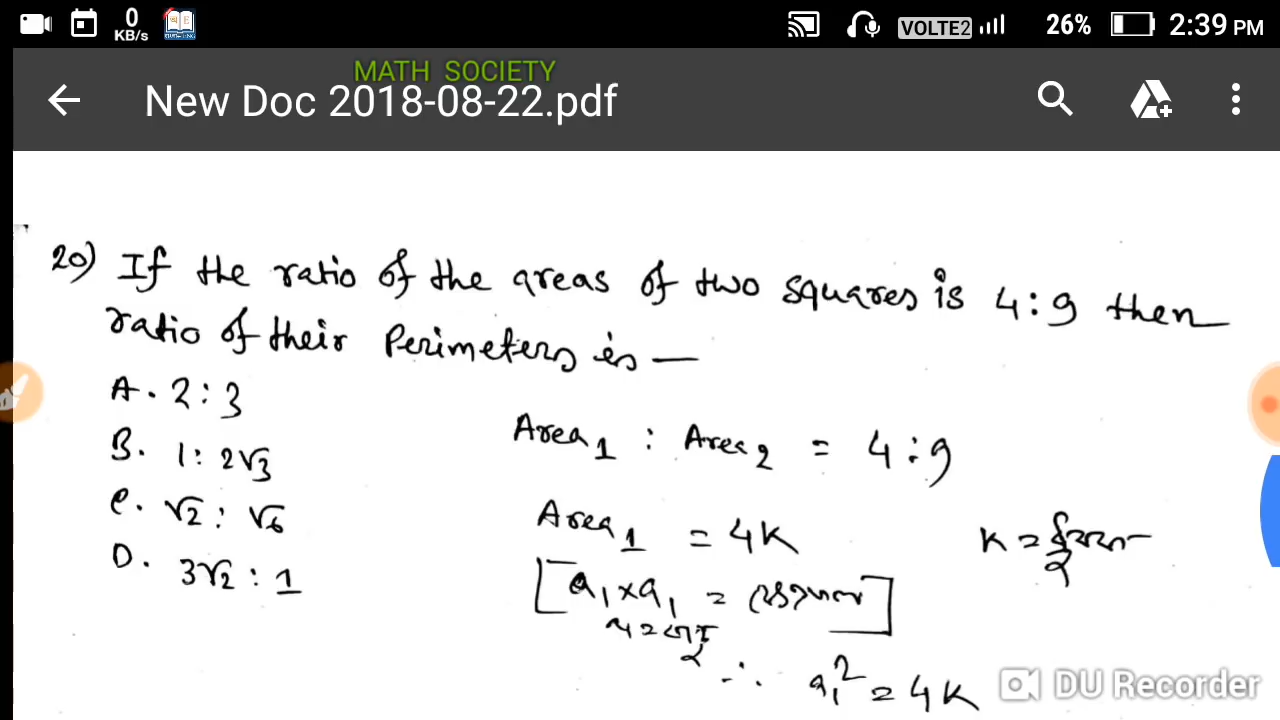 0
KB/s
VOLTE2
26%
2:39 PM
MATH SOCIETY
New Doc 2018-08-22.pdf
20) If the ratio of the areas of two squares is 4:9 then
ratio of their Perimeters is —
A. 2:3
B. 1:2√3
C. √2:√6
D. 3√2:1
Area1 : Area2 = 4:9
Area1 = 4K
K =
[a1×a1 = ]
∴ a1² = 4K
DU Recorder